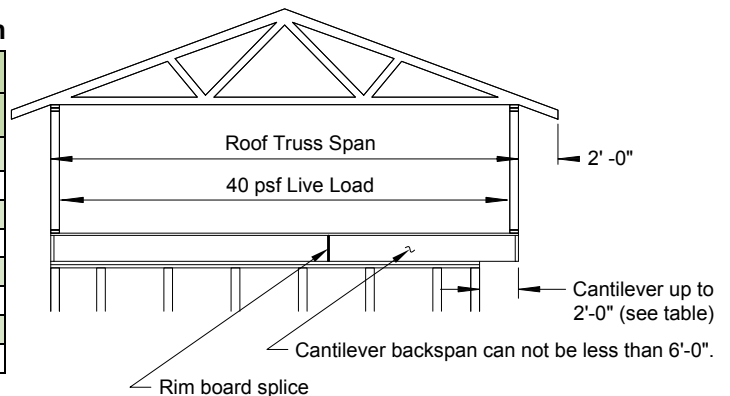 Roof Truss Span
2' -0"
40 psf Live Load
Cantilever up to
2'-0" (see table)
Cantilever backspan can not be less than 6'-0".
Rim board splice